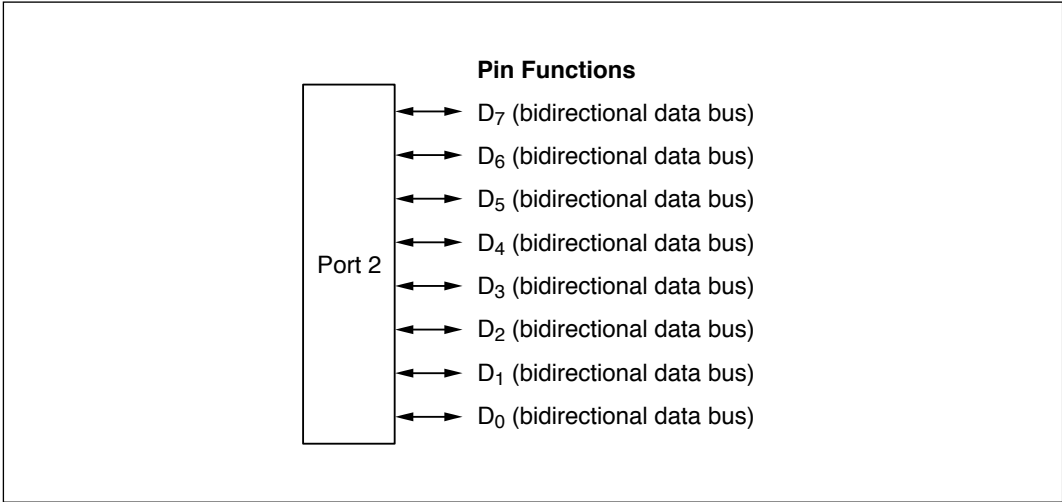 Pin Functions
D₇ (bidirectional data bus)
D₆ (bidirectional data bus)
D₅ (bidirectional data bus)
D₄ (bidirectional data bus)
Port 2
D₃ (bidirectional data bus)
D₂ (bidirectional data bus)
D₁ (bidirectional data bus)
D₀ (bidirectional data bus)